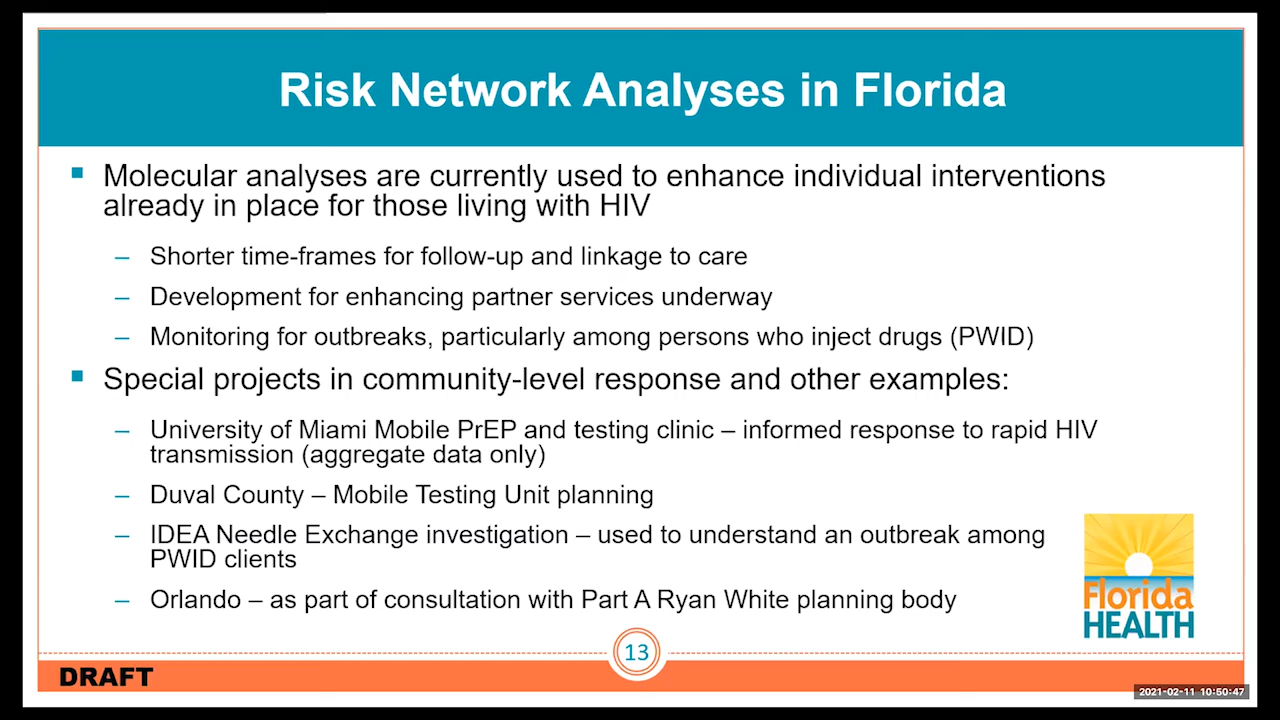 Risk Network Analyses in Florida
▪ Molecular analyses are currently used to enhance individual interventions
already in place for those living with HIV
– Shorter time-frames for follow-up and linkage to care
– Development for enhancing partner services underway
– Monitoring for outbreaks, particularly among persons who inject drugs (PWID)
▪ Special projects in community-level response and other examples:
– University of Miami Mobile PrEP and testing clinic – informed response to rapid HIV
transmission (aggregate data only)
– Duval County – Mobile Testing Unit planning
– IDEA Needle Exchange investigation – used to understand an outbreak among
PWID clients
– Orlando – as part of consultation with Part A Ryan White planning body
Florida
HEALTH
13
DRAFT
2021-02-11 10:50:47